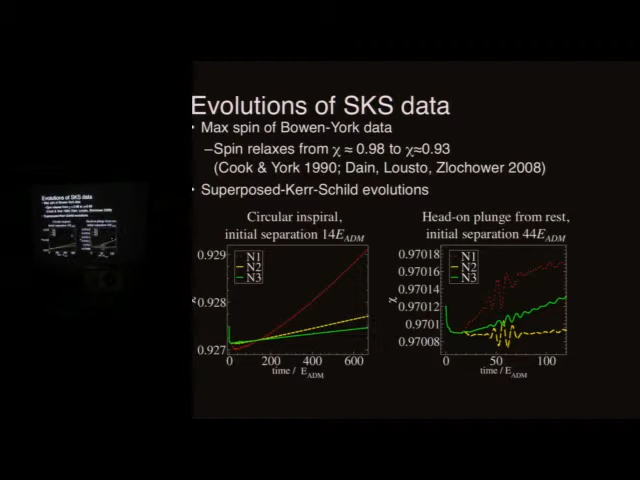 Evolutions of SKS data
• Max spin of Bowen-York data
–Spin relaxes from χ ≈ 0.98 to χ≈0.93
(Cook & York 1990; Dain, Lousto, Zlochower 2008)
• Superposed-Kerr-Schild evolutions
Circular inspiral,
initial separation 14E_ADM
0.929
0.928
0.927
N1
N2
N3
0 200 400 600
time / E_ADM
Head-on plunge from rest,
initial separation 44E_ADM
0.97018
0.97016
0.97014
0.97012
0.9701
0.97008
χ
N1
N2
N3
0 50 100
time / E_ADM
Evolutions of SKS data